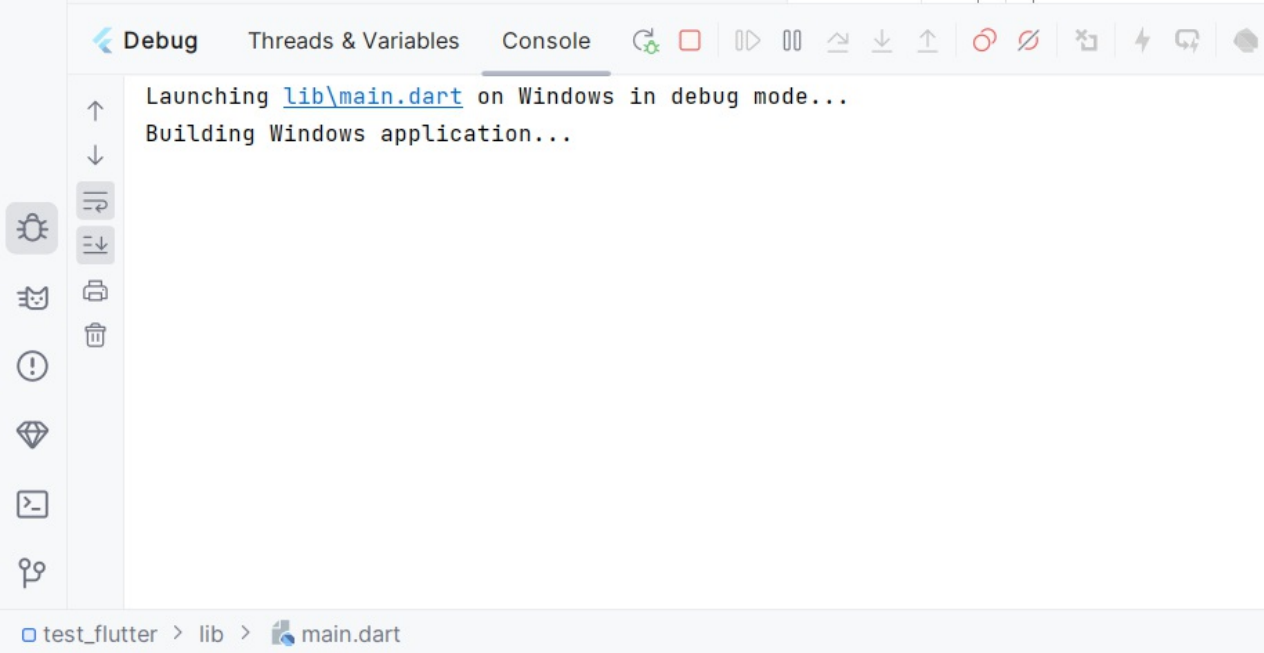 Debug Threads & Variables Console
Launching lib\main.dart on Windows in debug mode...
Building Windows application...
test_flutter > lib > main.dart